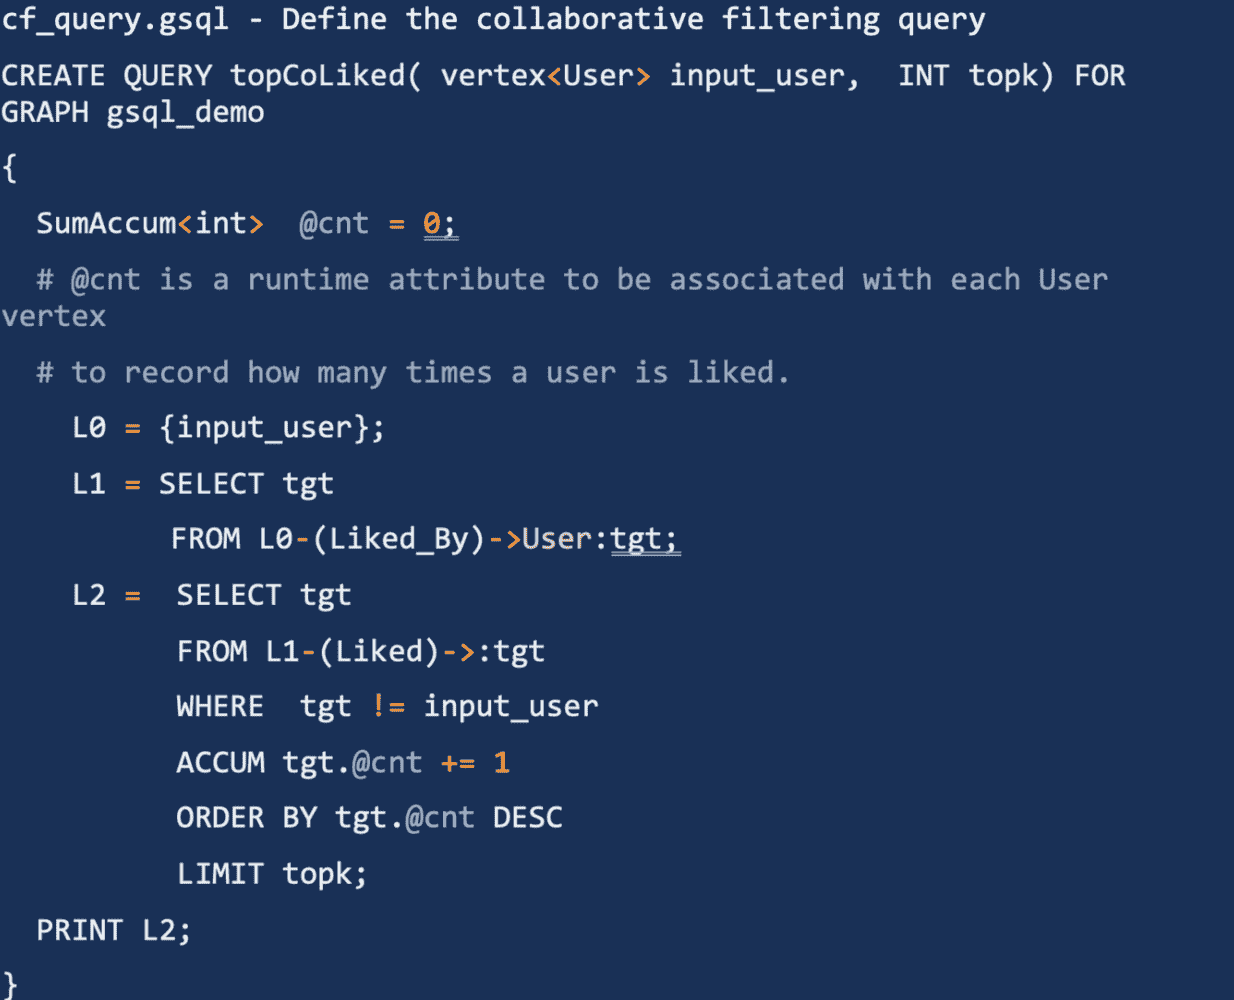 cf_query.gsql - Define the collaborative filtering query
CREATE QUERY topCoLiked( vertex<User> input_user,  INT topk) FOR
GRAPH gsql_demo
{
  SumAccum<int>  @cnt = 0;
  # @cnt is a runtime attribute to be associated with each User
vertex
  # to record how many times a user is liked.
    L0 = {input_user};
    L1 = SELECT tgt
          FROM L0-(Liked_By)->User:tgt;
    L2 =  SELECT tgt
          FROM L1-(Liked)->:tgt
          WHERE  tgt != input_user
          ACCUM tgt.@cnt += 1
          ORDER BY tgt.@cnt DESC
          LIMIT topk;
  PRINT L2;
}